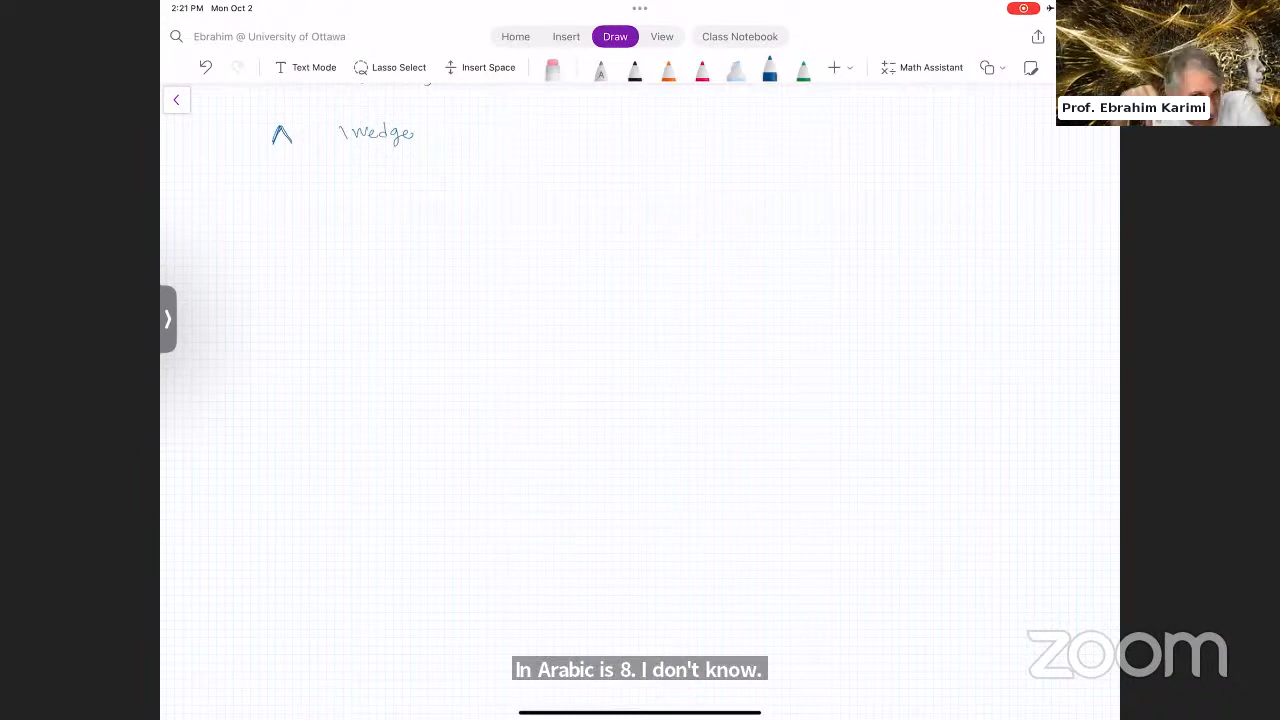 2:21 PM Mon Oct 2
Ebrahim @ University of Ottawa
Home Insert Draw View Class Notebook
T Text Mode Lasso Select Insert Space A Math Assistant
Prof. Ebrahim Karimi
∧ \wedge
In Arabic is 8. I don't know.
zoom